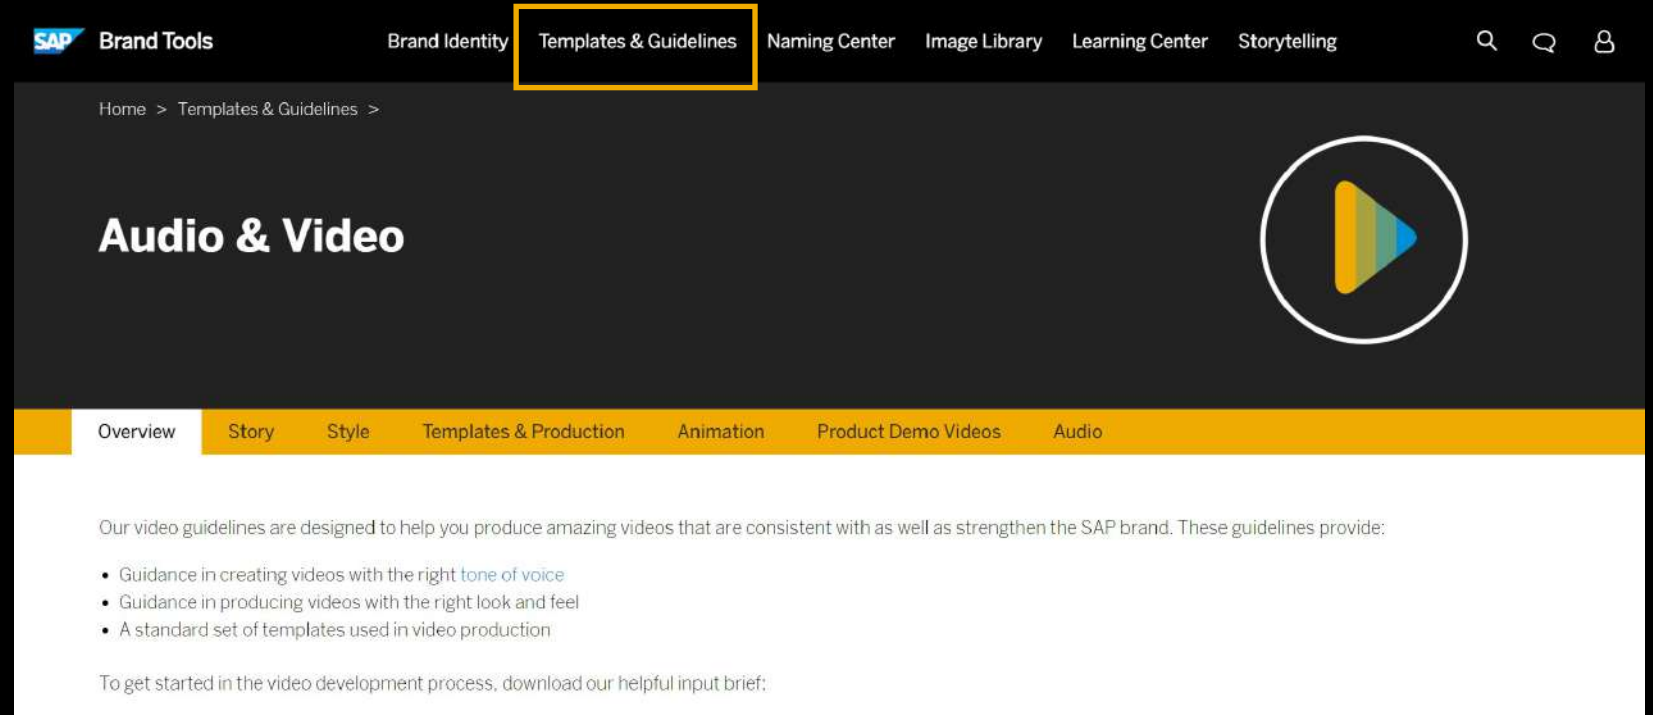 SAP Brand Tools Brand Identity Templates & Guidelines Naming Center Image Library Learning Center Storytelling
Home > Templates & Guidelines >
Audio & Video
Overview Story Style Templates & Production Animation Product Demo Videos Audio
Our video guidelines are designed to help you produce amazing videos that are consistent with as well as strengthen the SAP brand. These guidelines provide:
• Guidance in creating videos with the right tone of voice
• Guidance in producing videos with the right look and feel
• A standard set of templates used in video production
To get started in the video development process, download our helpful input brief: